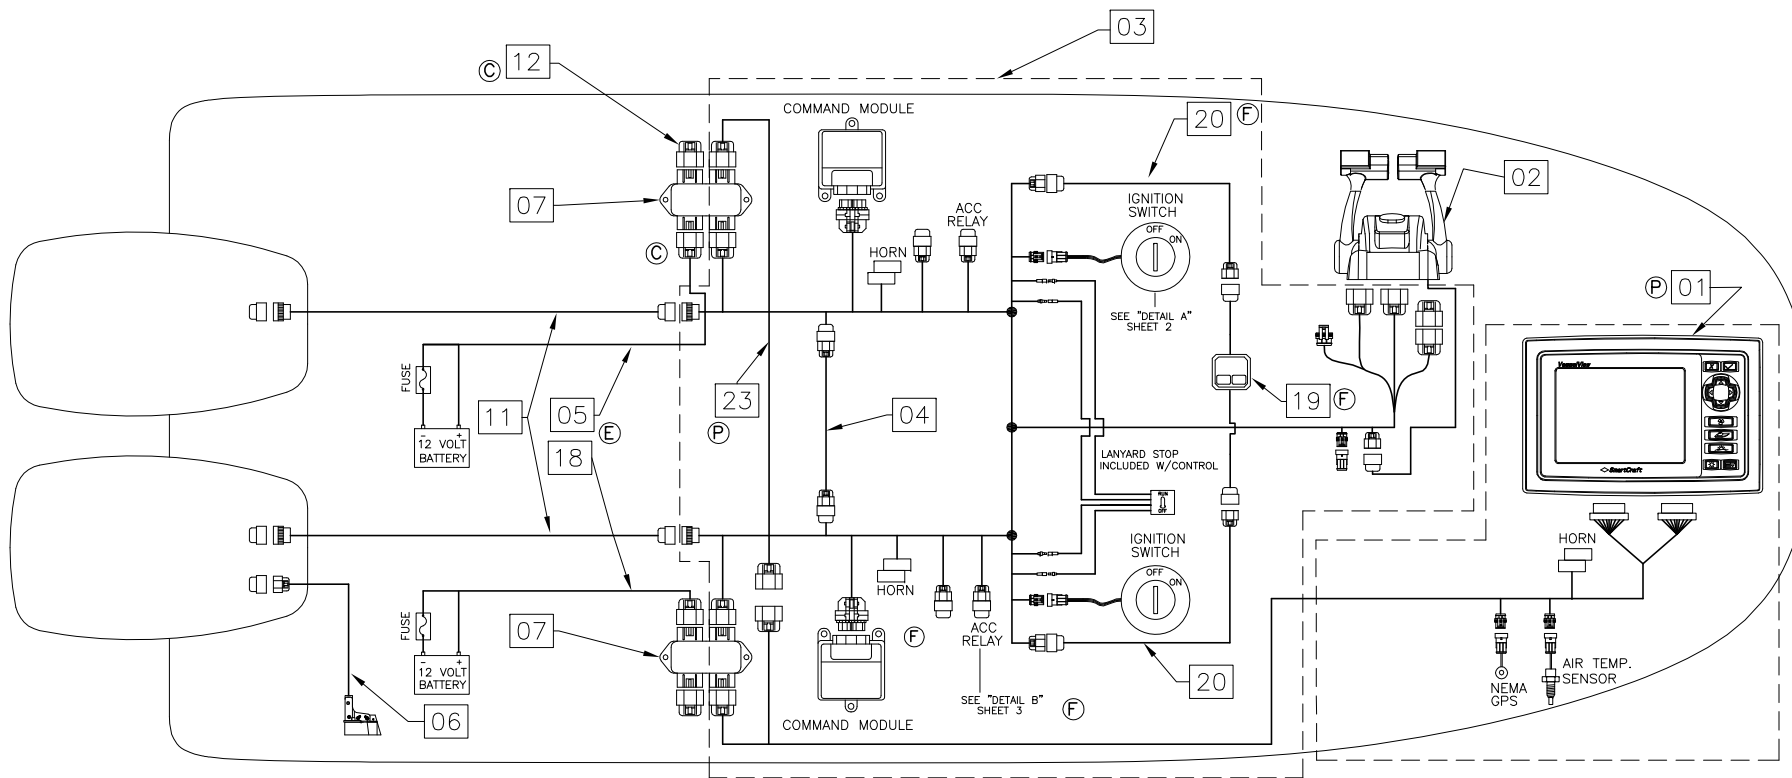 03
C 12
COMMAND MODULE
20 F
07
ACC
RELAY
IGNITION
SWITCH
OFF
ON
02
C
HORN
P 01
SEE "DETAIL A"
SHEET 2
VesselView
FUSE
- +
12 VOLT
BATTERY
11
05
E
23
P
04
19 F
18
LANYARD STOP
INCLUDED W/CONTROL
SmartCraft
RUN
OFF
IGNITION
SWITCH
OFF
ON
HORN
HORN
FUSE
- +
12 VOLT
BATTERY
07
F
ACC
RELAY
06
COMMAND MODULE
SEE "DETAIL B"
SHEET 3
F
20
NEMA
GPS
AIR TEMP.
SENSOR